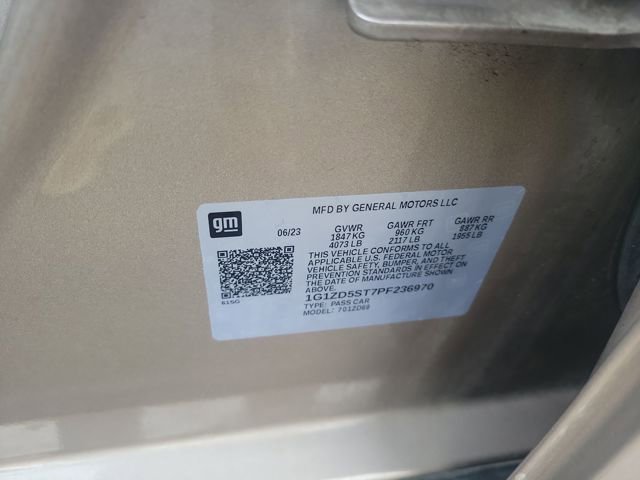 gm
MFD BY GENERAL MOTORS LLC
06/23 GVWR GAWR FRT GAWR RR
1847 KG 960 KG 887 KG
4073 LB 2117 LB 1955 LB
THIS VEHICLE CONFORMS TO ALL
APPLICABLE U.S. FEDERAL MOTOR
VEHICLE SAFETY, BUMPER, AND THEFT
PREVENTION STANDARDS IN EFFECT ON
THE DATE OF MANUFACTURE SHOWN
ABOVE.
1G1ZD5ST7PF236970
TYPE: PASS CAR
MODEL: 701ZD69